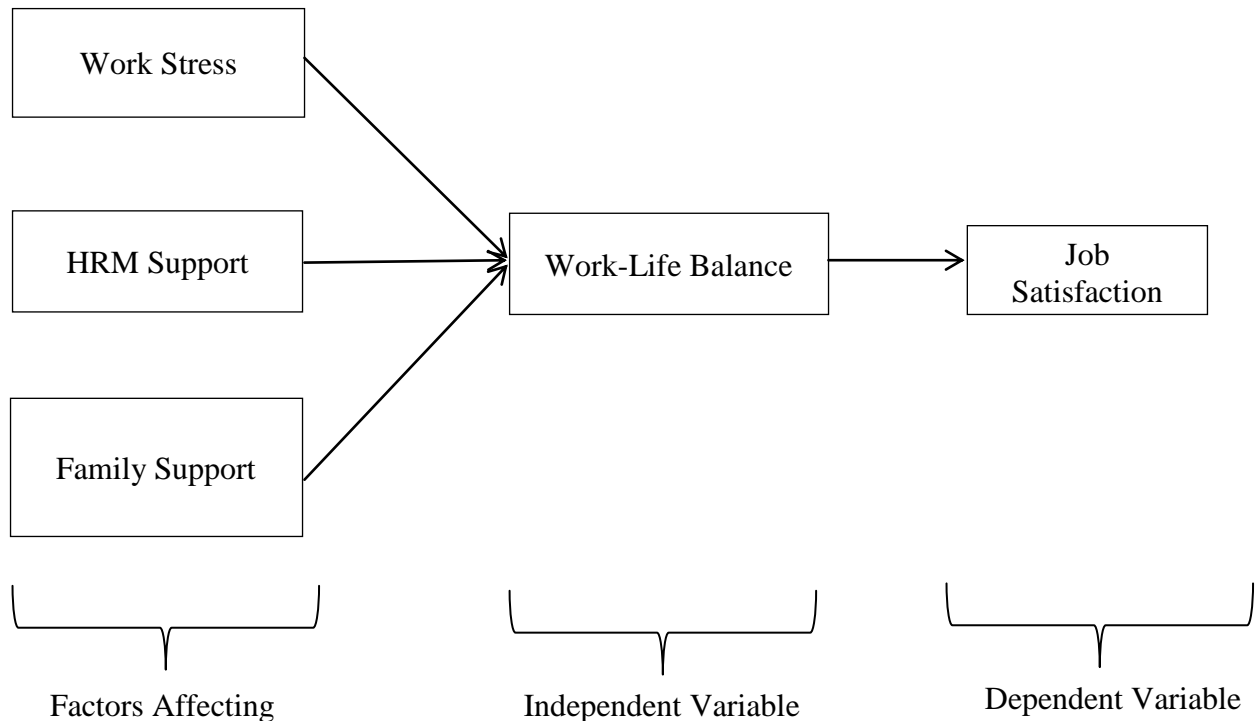 Work Stress
HRM Support
Family Support
Work-Life Balance
Job
Satisfaction
Factors Affecting
Independent Variable
Dependent Variable